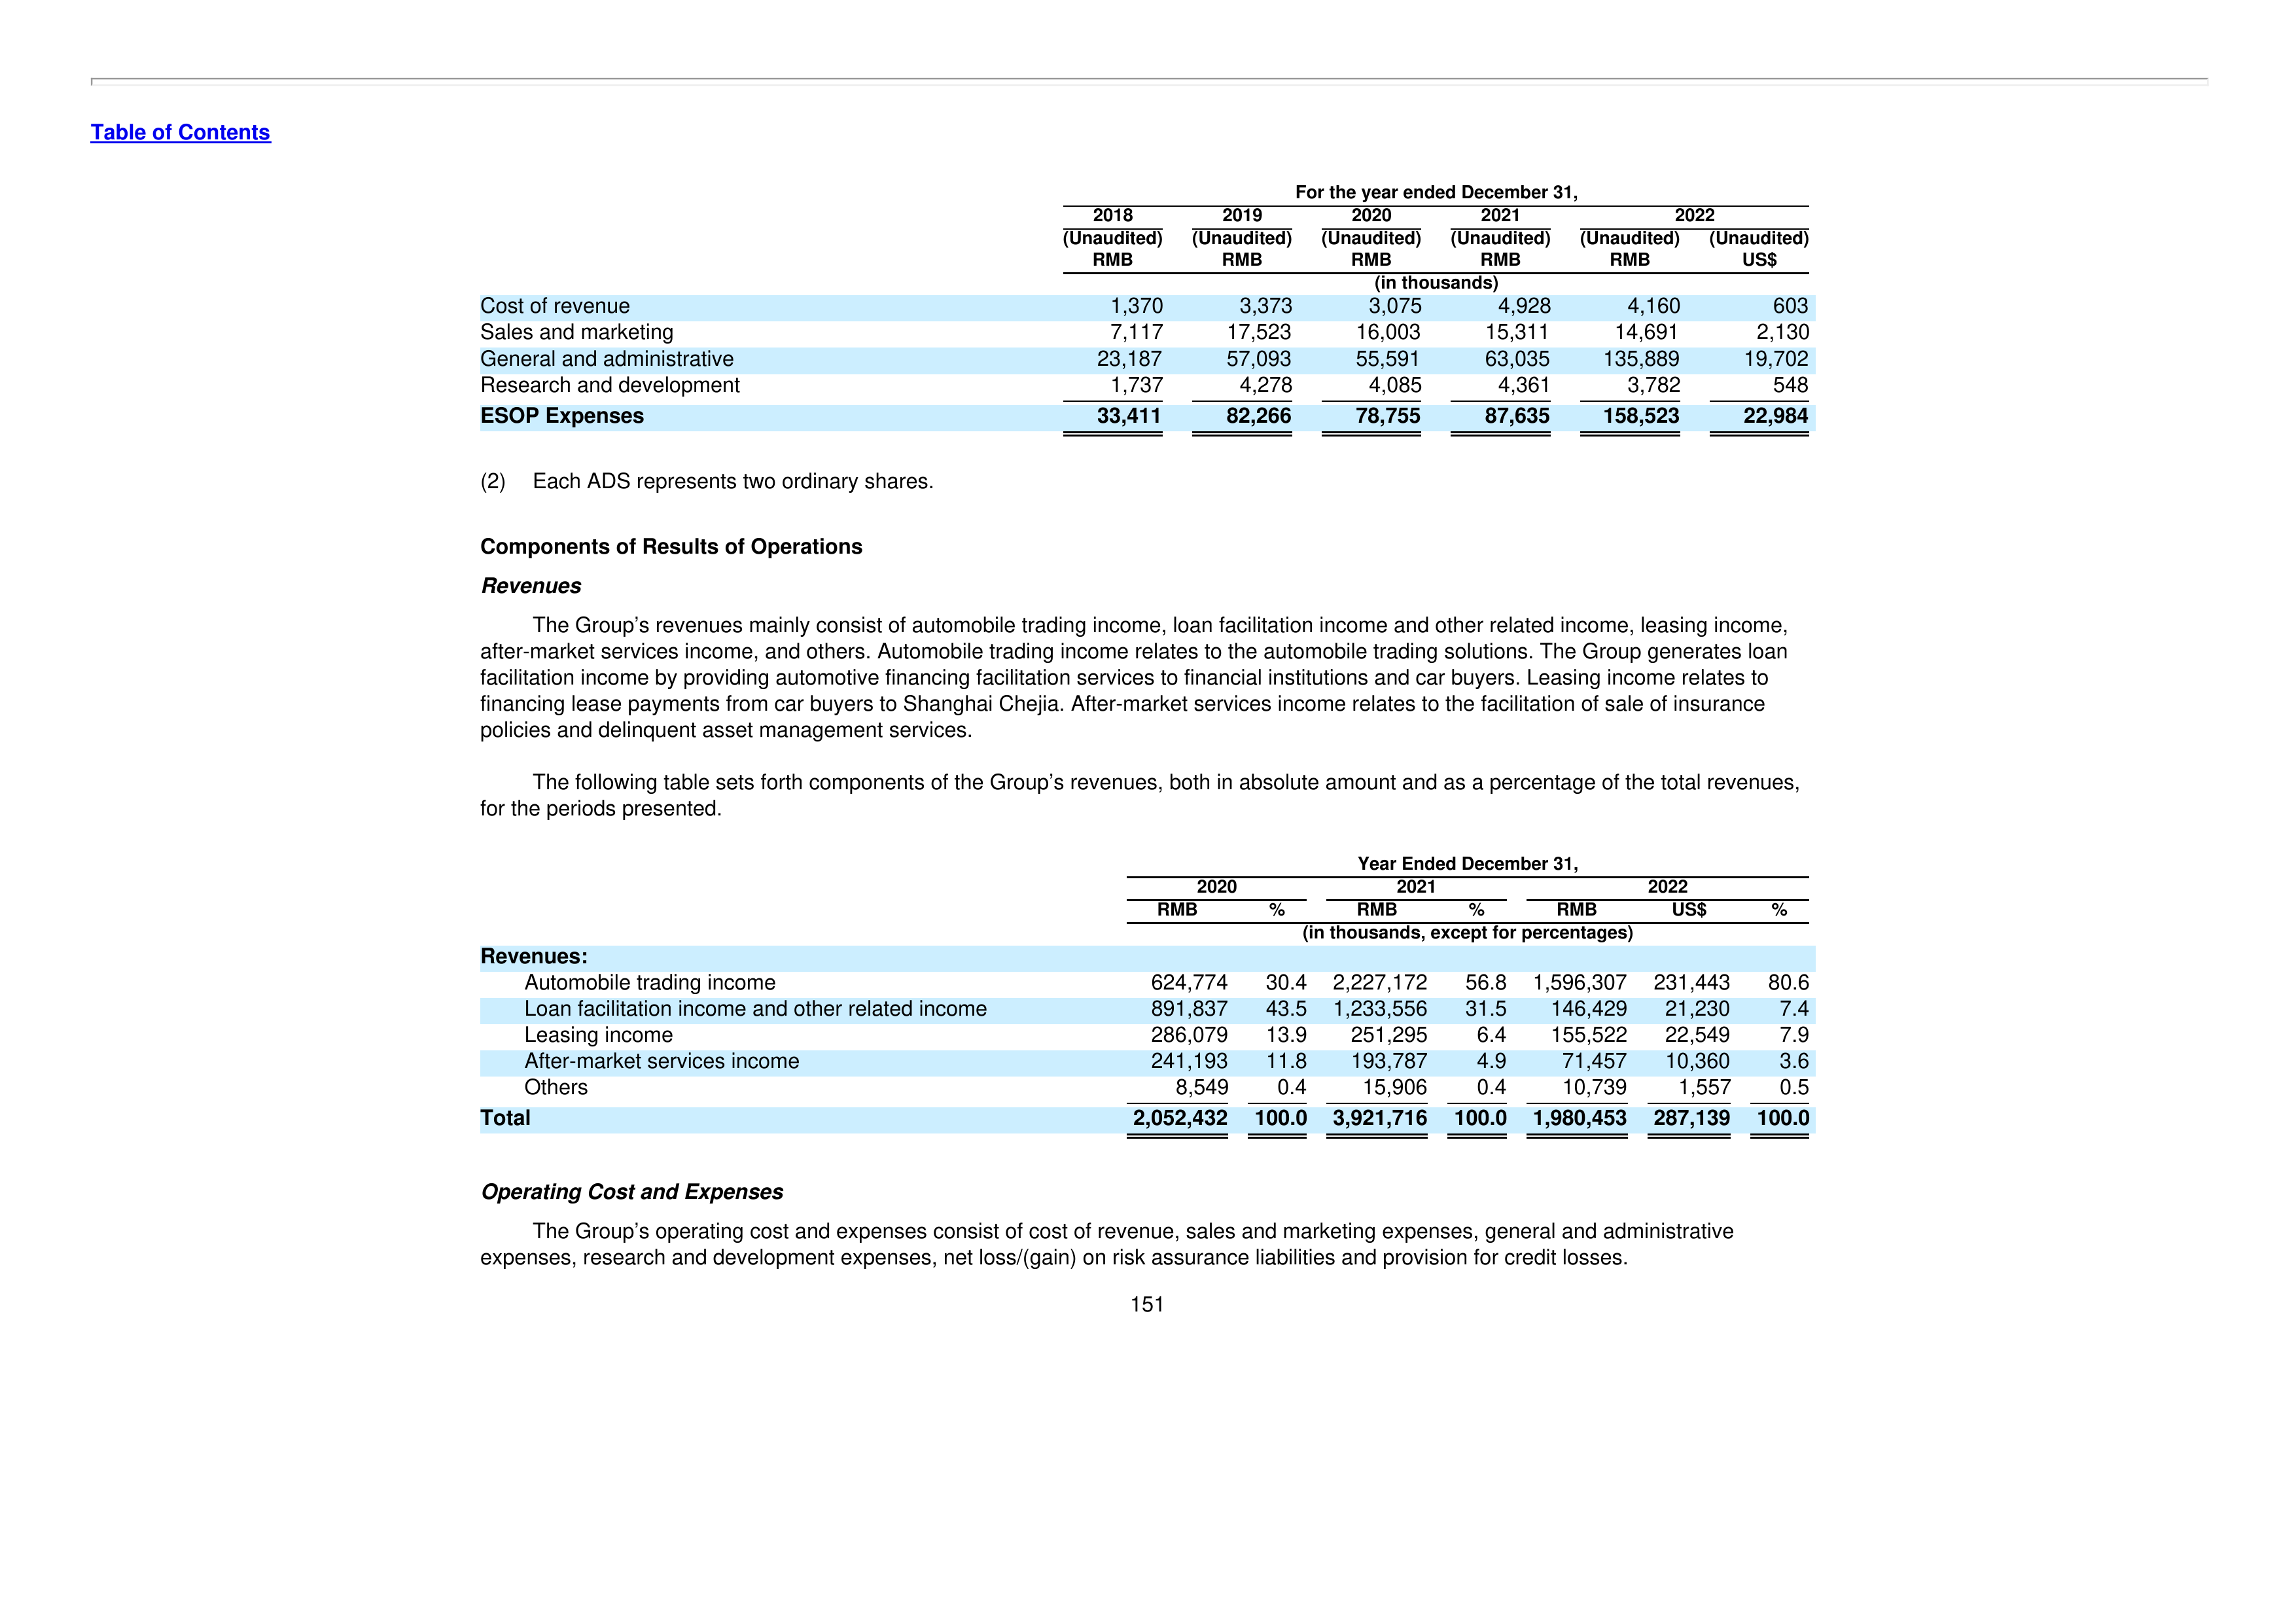 Table of Contents
For the year ended December 31,
2018 2019 2020 2021 2022
(Unaudited) (Unaudited) (Unaudited) (Unaudited) (Unaudited) (Unaudited)
RMB RMB RMB RMB RMB US$
(in thousands)
Cost of revenue 1,370 3,373 3,075 4,928 4,160 603
Sales and marketing 7,117 17,523 16,003 15,311 14,691 2,130
General and administrative 23,187 57,093 55,591 63,035 135,889 19,702
Research and development 1,737 4,278 4,085 4,361 3,782 548
ESOP Expenses 33,411 82,266 78,755 87,635 158,523 22,984
(2) Each ADS represents two ordinary shares.
Components of Results of Operations
Revenues
The Group’s revenues mainly consist of automobile trading income, loan facilitation income and other related income, leasing income,
after-market services income, and others. Automobile trading income relates to the automobile trading solutions. The Group generates loan
facilitation income by providing automotive financing facilitation services to financial institutions and car buyers. Leasing income relates to
financing lease payments from car buyers to Shanghai Chejia. After-market services income relates to the facilitation of sale of insurance
policies and delinquent asset management services.
The following table sets forth components of the Group’s revenues, both in absolute amount and as a percentage of the total revenues,
for the periods presented.
Year Ended December 31,
2020 2021 2022
RMB % RMB % RMB US$ %
(in thousands, except for percentages)
Revenues:
Automobile trading income 624,774 30.4 2,227,172 56.8 1,596,307 231,443 80.6
Loan facilitation income and other related income 891,837 43.5 1,233,556 31.5 146,429 21,230 7.4
Leasing income 286,079 13.9 251,295 6.4 155,522 22,549 7.9
After-market services income 241,193 11.8 193,787 4.9 71,457 10,360 3.6
Others 8,549 0.4 15,906 0.4 10,739 1,557 0.5
Total 2,052,432 100.0 3,921,716 100.0 1,980,453 287,139 100.0
Operating Cost and Expenses
The Group’s operating cost and expenses consist of cost of revenue, sales and marketing expenses, general and administrative
expenses, research and development expenses, net loss/(gain) on risk assurance liabilities and provision for credit losses.
151